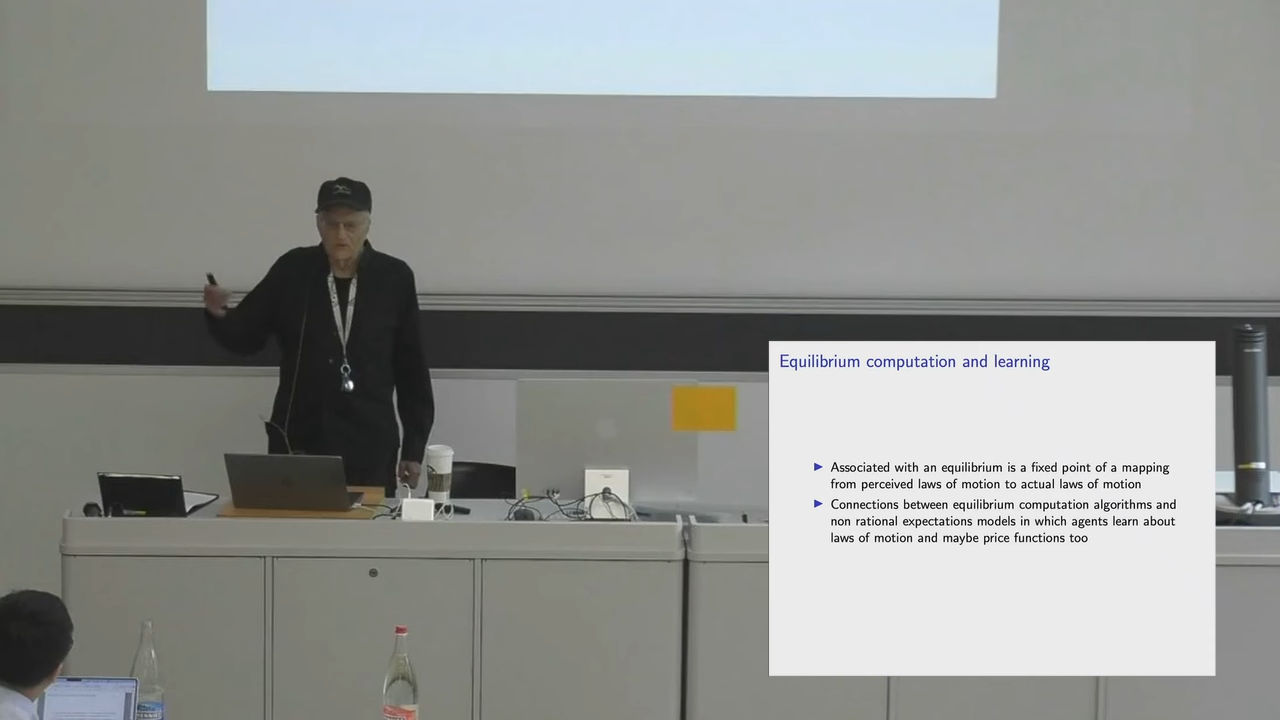 Equilibrium computation and learning
Associated with an equilibrium is a fixed point of a mapping
from perceived laws of motion to actual laws of motion
Connections between equilibrium computation algorithms and
non rational expectations models in which agents learn about
laws of motion and maybe price functions too